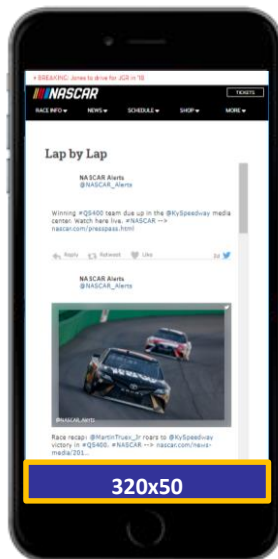 • BREAKING: Jones to drive for JGR in '18
NASCAR
TICKETS
RACE INFO NEWS SCHEDULE SHOP MORE
Lap by Lap
NASCAR Alerts
@NASCAR_Alerts
Winning #QS400 team due up in the @KySpeedway media
center. Watch here live. #NASCAR -->
nascar.com/presspass.html
Reply Retweet Like 3d
NASCAR Alerts
@NASCAR_Alerts
@NASCAR_Alerts
Race recap: @MartinTruex_Jr roars to @KySpeedway
victory in #QS400. #NASCAR --> nascar.com/news-
media/201...
320x50